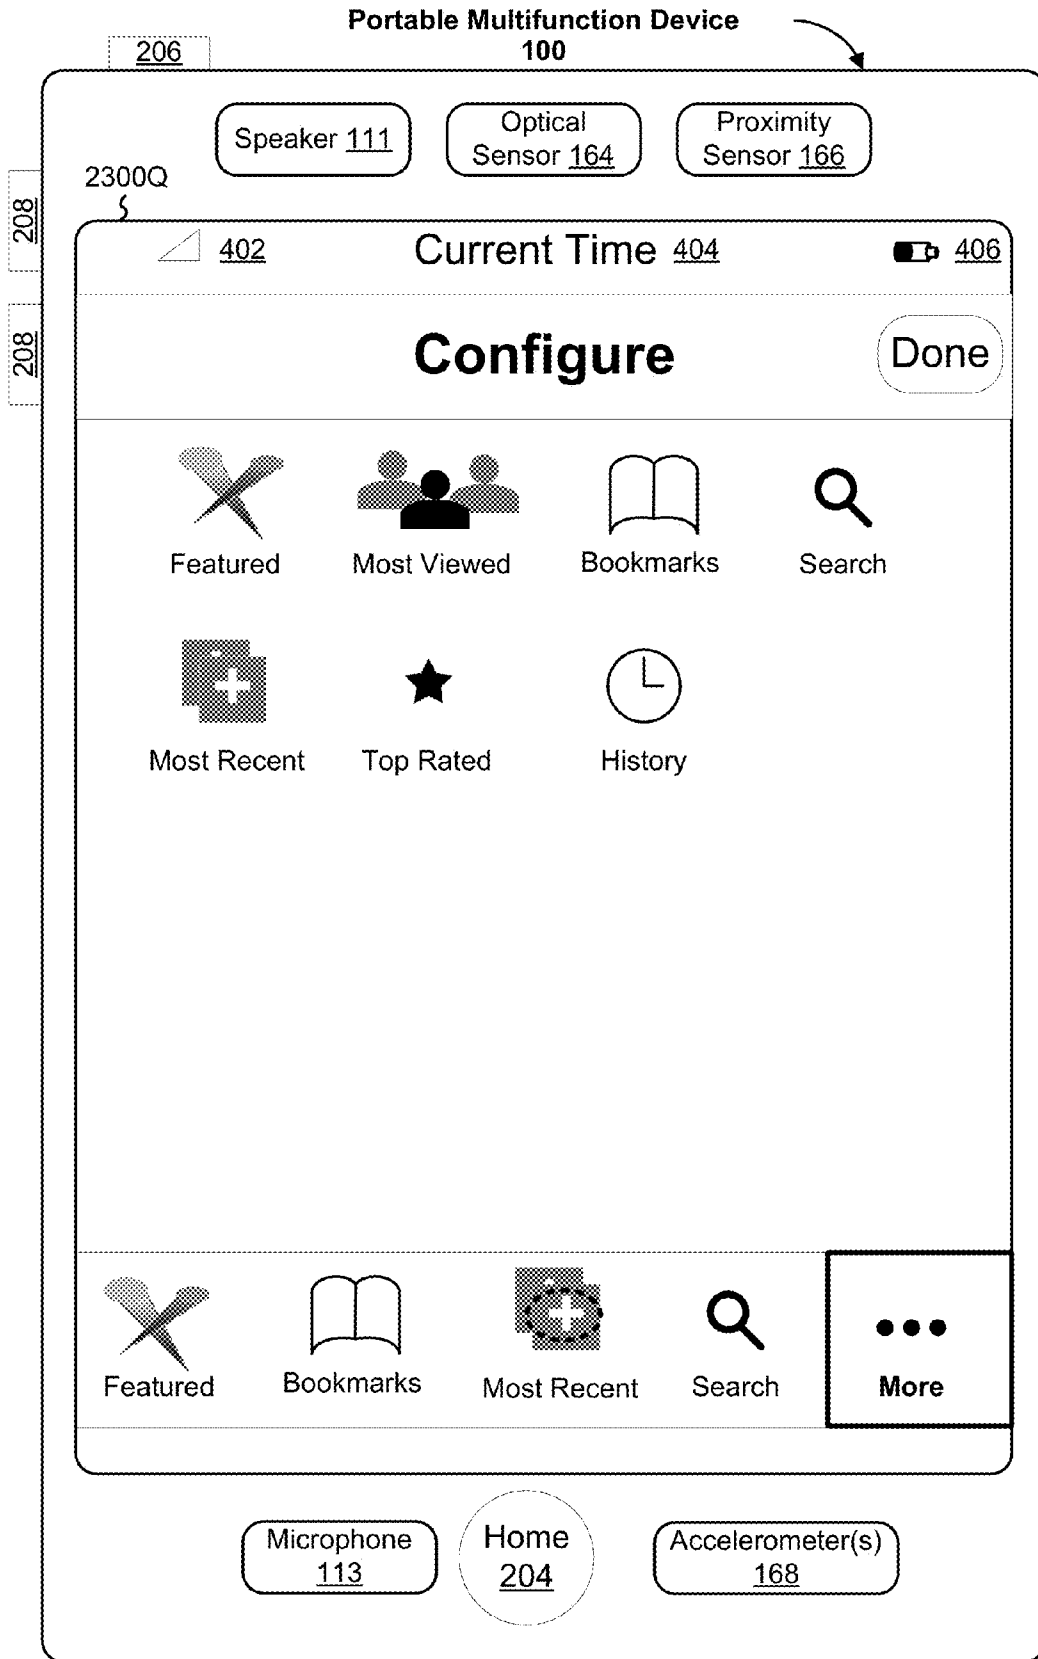 Portable Multifunction Device
100
206
Speaker 111
Optical
Sensor 164
Proximity
Sensor 166
2300Q
208
208
402
Current Time 404
406
Configure
Done
Featured
Most Viewed
Bookmarks
Search
Most Recent
Top Rated
History
Featured
Bookmarks
Most Recent
Search
More
Microphone
113
Home
204
Accelerometer(s)
168